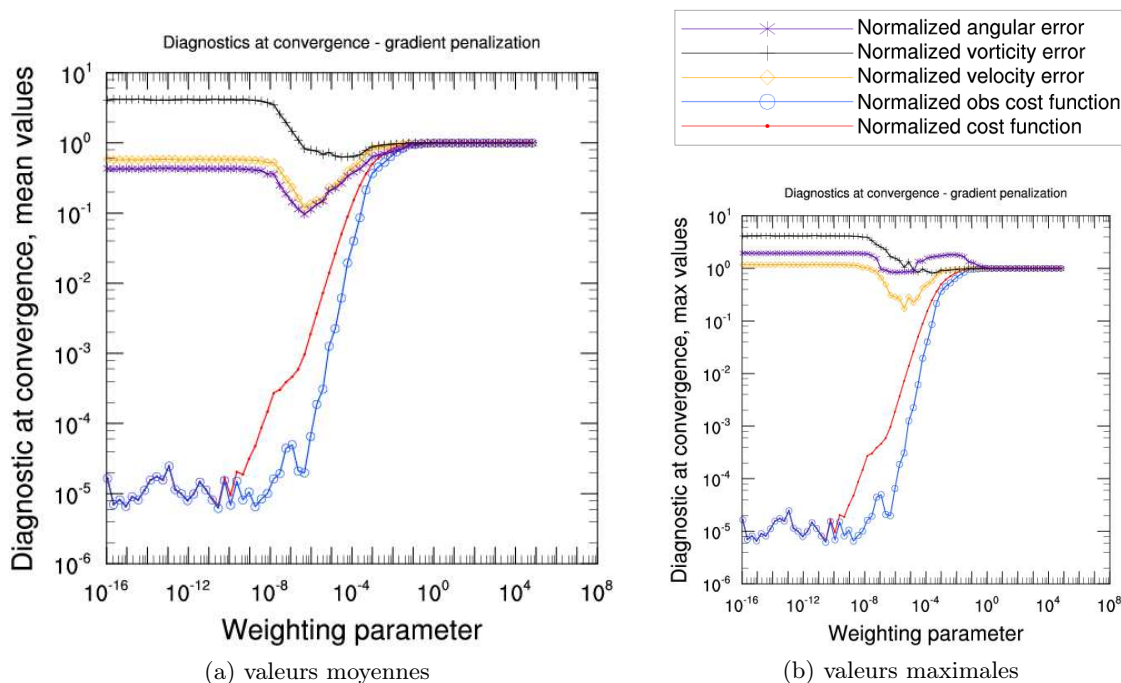 Diagnostics at convergence - gradient penalization
Diagnostic at convergence, mean values
10^1
10^0
10^-1
10^-2
10^-3
10^-4
10^-5
10^-6
10^-16
10^-12
10^-8
10^-4
10^0
10^4
10^8
Weighting parameter
(a) valeurs moyennes
Normalized angular error
Normalized vorticity error
Normalized velocity error
Normalized obs cost function
Normalized cost function
Diagnostics at convergence - gradient penalization
Diagnostic at convergence, max values
10^1
10^0
10^-1
10^-2
10^-3
10^-4
10^-5
10^-6
10^-16
10^-12
10^-8
10^-4
10^0
10^4
10^8
Weighting parameter
(b) valeurs maximales